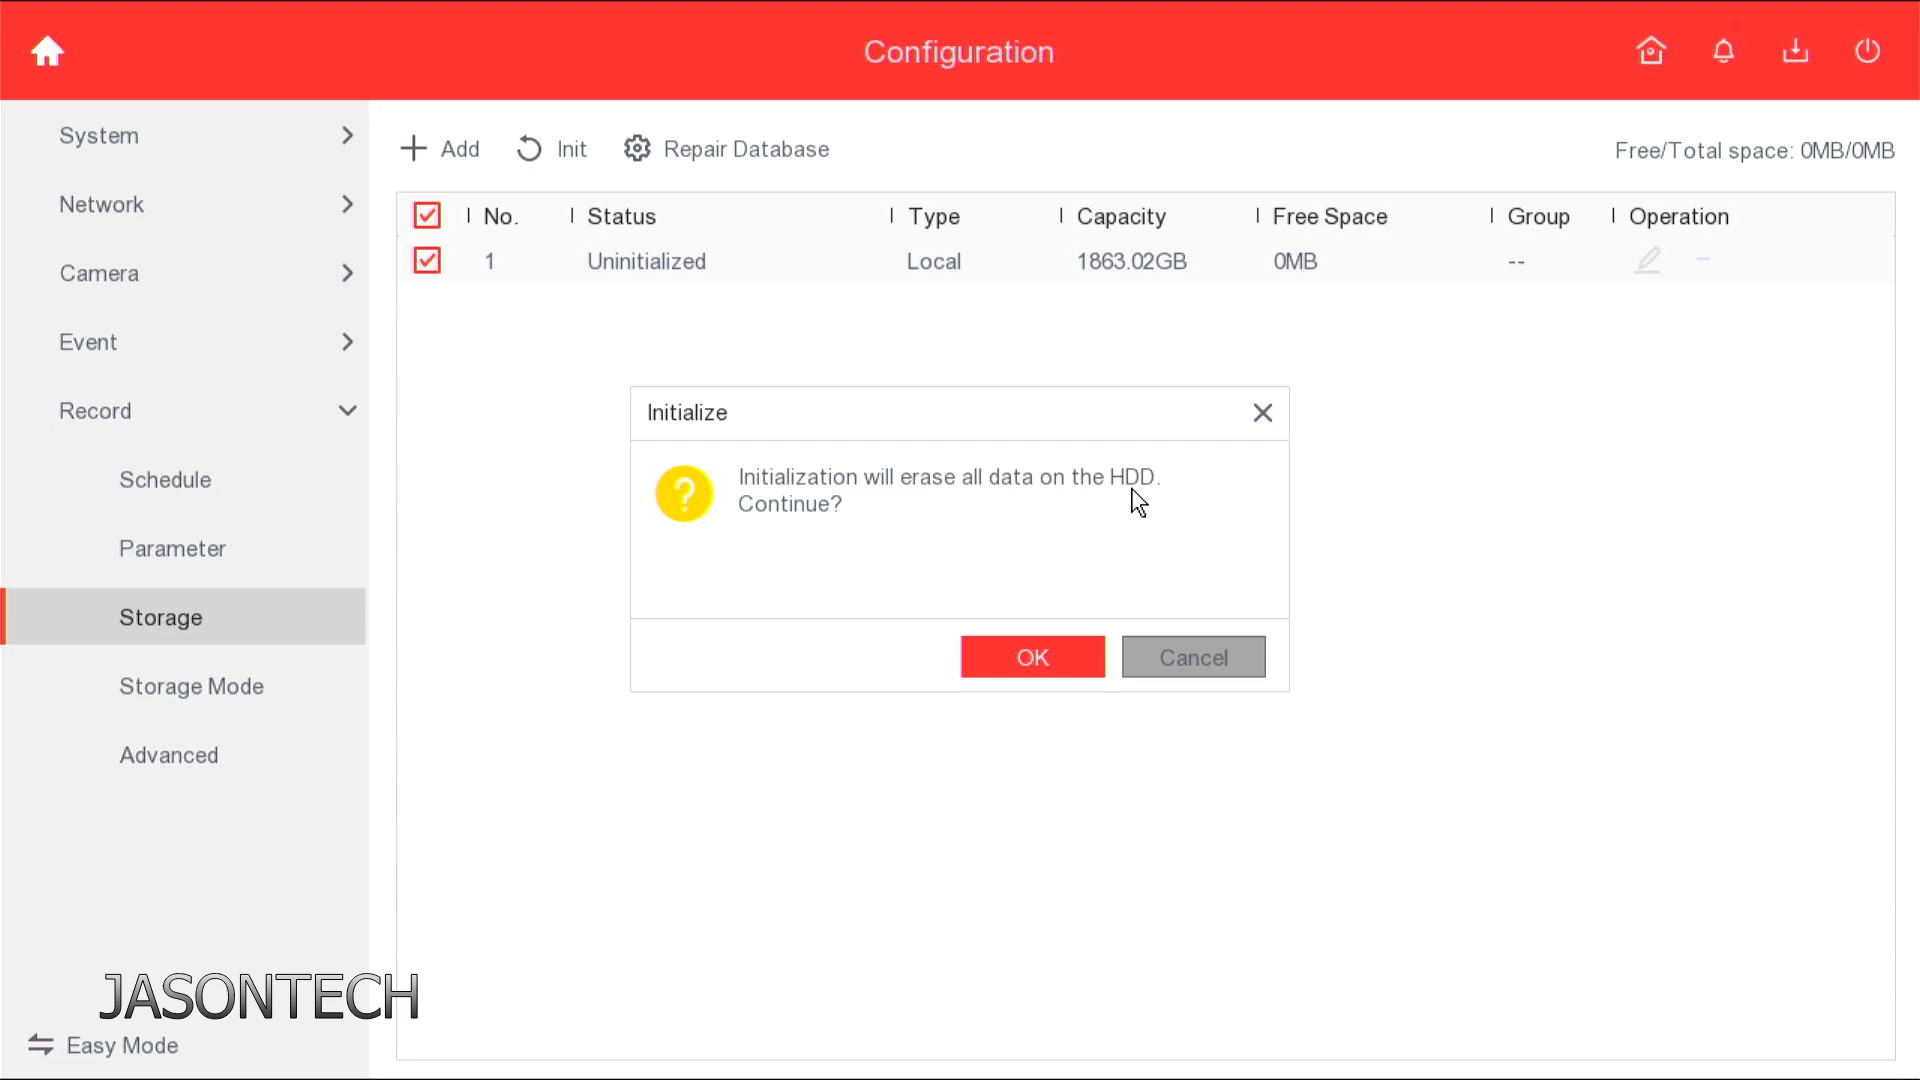 Configuration
System
Network
Camera
Event
Record
Schedule
Parameter
Storage
Storage Mode
Advanced
JASONTECH
Easy Mode
Add Init Repair Database Free/Total space: 0MB/0MB
No. Status Type Capacity Free Space Group Operation
1 Uninitialized Local 1863.02GB 0MB --
Initialize
Initialization will erase all data on the HDD.
Continue?
OK Cancel